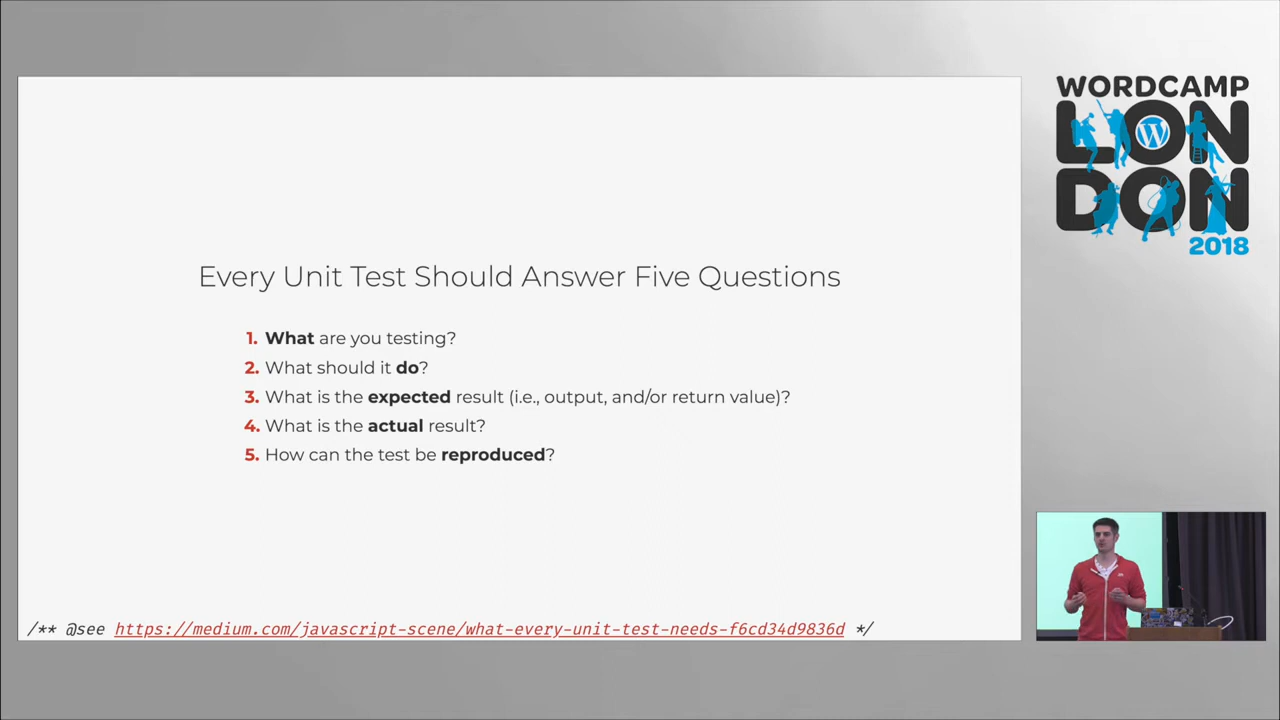 Every Unit Test Should Answer Five Questions
1. What are you testing?
2. What should it do?
3. What is the expected result (i.e., output, and/or return value)?
4. What is the actual result?
5. How can the test be reproduced?
/** @see https://medium.com/javascript-scene/what-every-unit-test-needs-f6cd34d9836d */
WORDCAMP
LON
DON
2018